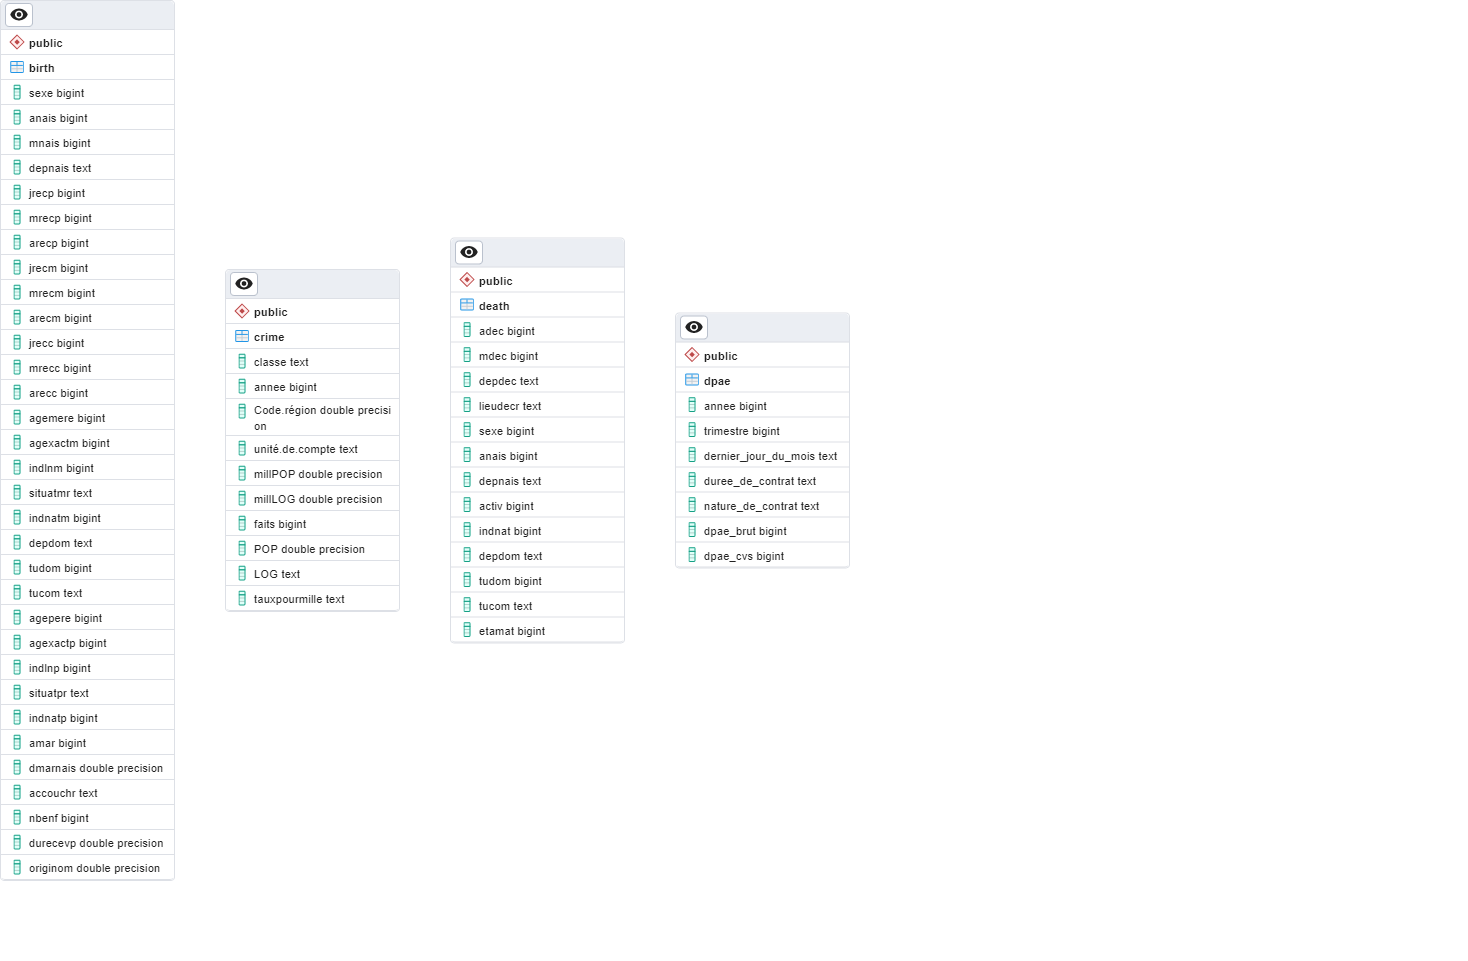 public
birth
sexe bigint
anais bigint
mnais bigint
depnais text
jrecp bigint
mrecp bigint
arecp bigint
jrecm bigint
mrecm bigint
arecm bigint
jrecc bigint
mrecc bigint
arecc bigint
agemere bigint
agexactm bigint
indlnm bigint
situatmr text
indnatm bigint
depdom text
tudom bigint
tucom text
agepere bigint
agexactp bigint
indlnp bigint
situatpr text
indnatp bigint
amar bigint
dmarnais double precision
accouchr text
nbenf bigint
durecevp double precision
originom double precision
public
crime
classe text
annee bigint
Code.région double precisi
on
unité.de.compte text
millPOP double precision
millLOG double precision
faits bigint
POP double precision
LOG text
tauxpourmille text
public
death
adec bigint
mdec bigint
depdec text
lieudecr text
sexe bigint
anais bigint
depnais text
activ bigint
indnat bigint
depdom text
tudom bigint
tucom text
etamat bigint
public
dpae
annee bigint
trimestre bigint
dernier_jour_du_mois text
duree_de_contrat text
nature_de_contrat text
dpae_brut bigint
dpae_cvs bigint